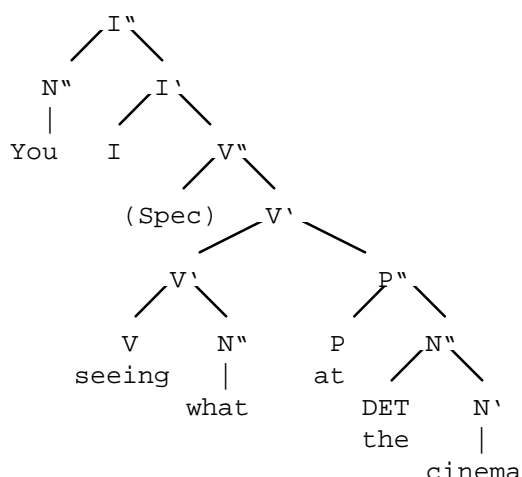 I‟
N‟ I‛
You I V‟
(Spec) V‛
V‛ P‟
V N‟ P N‟
seeing at
what DET N‛
the
cinema